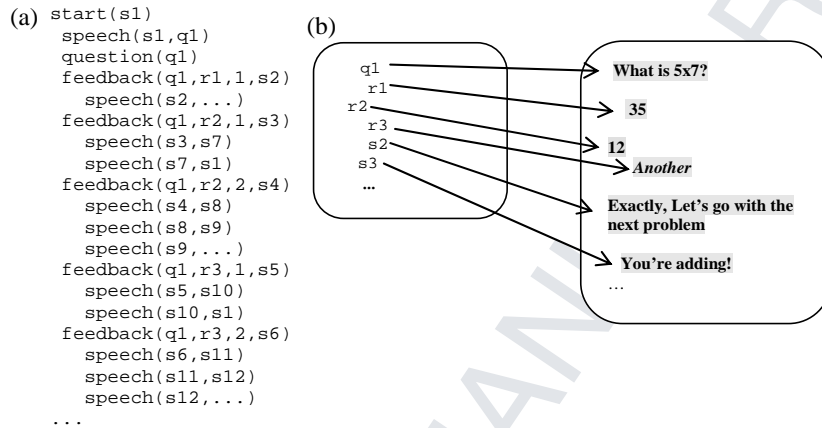 (a) start(s1)
speech(s1,q1)
question(q1)
feedback(q1,r1,1,s2)
speech(s2,...)
feedback(q1,r2,1,s3)
speech(s3,s7)
speech(s7,s1)
feedback(q1,r2,2,s4)
speech(s4,s8)
speech(s8,s9)
speech(s9,...)
feedback(q1,r3,1,s5)
speech(s5,s10)
speech(s10,s1)
feedback(q1,r3,2,s6)
speech(s6,s11)
speech(s11,s12)
speech(s12,...)
...
(b)
q1
r1
r2
r3
s2
s3
...
What is 5x7?
35
12
Another
Exactly, Let's go with the
next problem
You're adding!
...